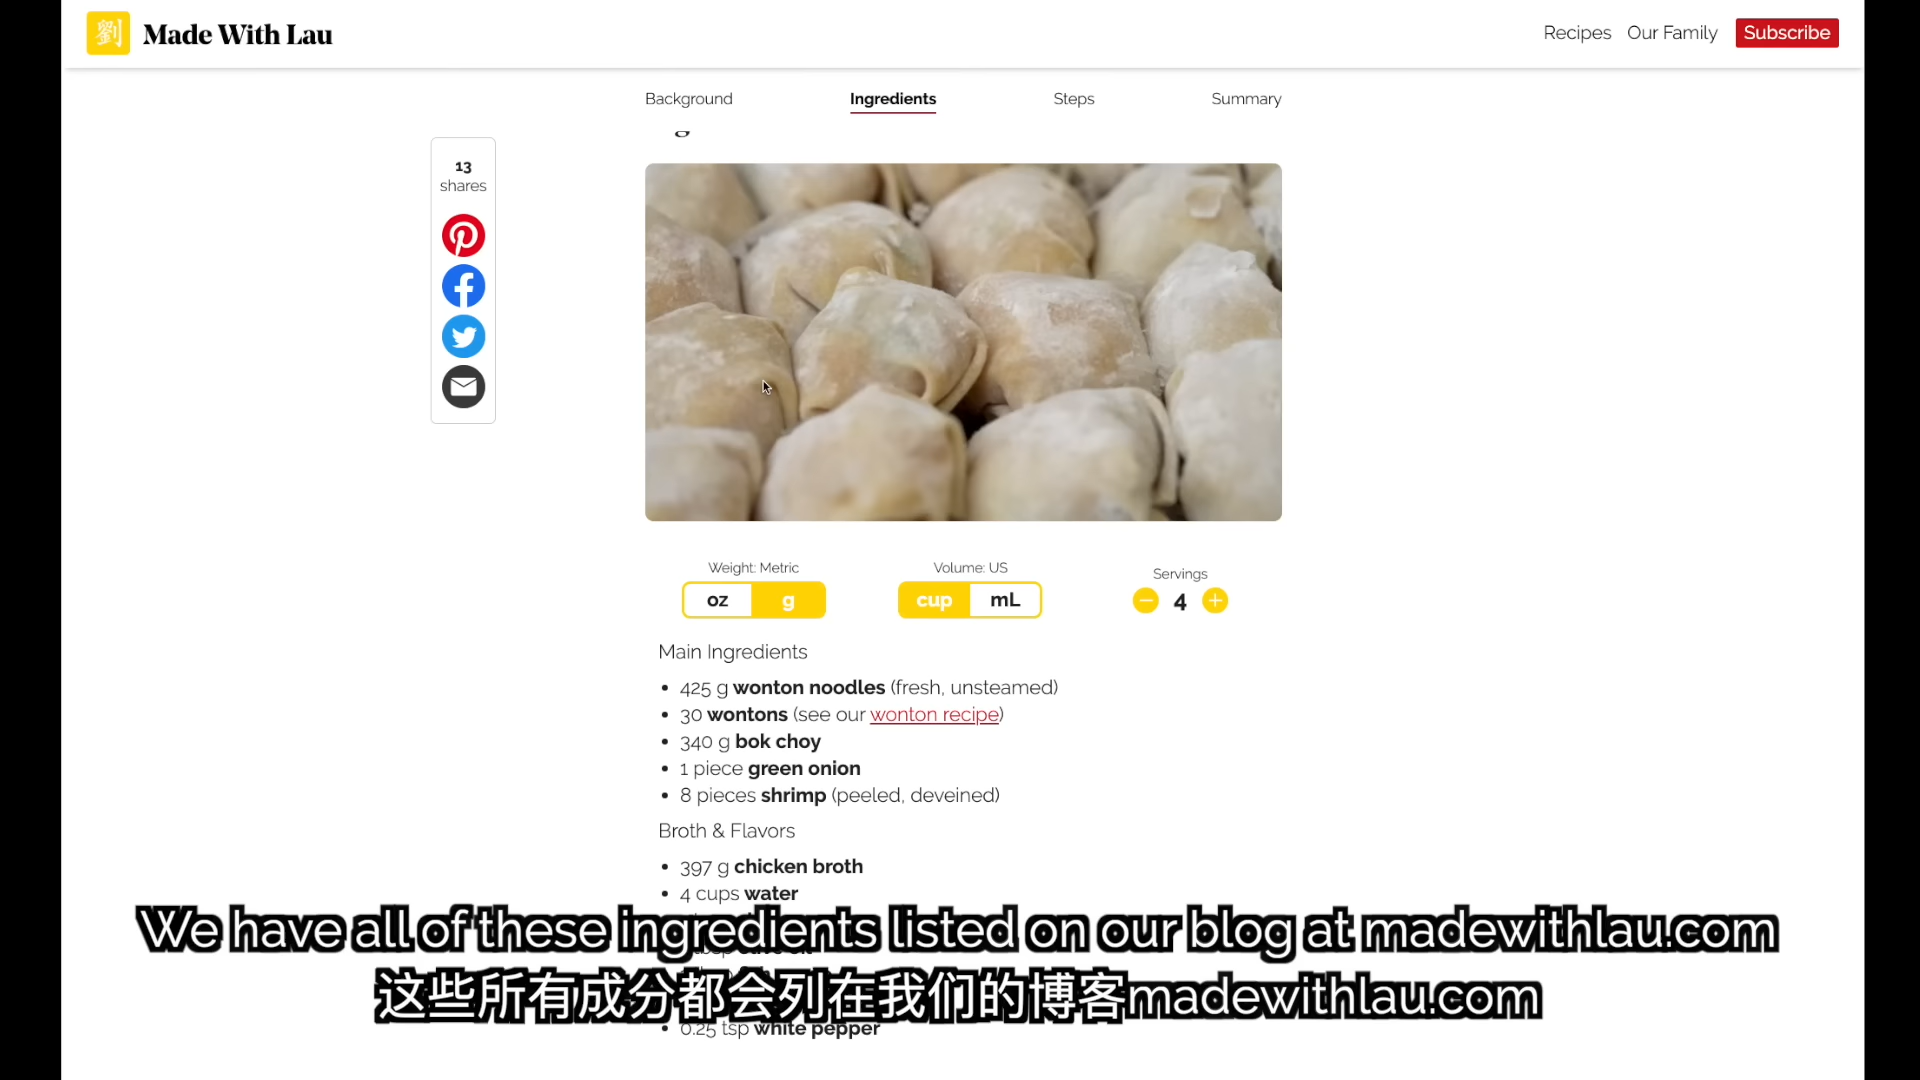 劉 Made With Lau
Recipes Our Family Subscribe
Background Ingredients Steps Summary
13
shares
Weight: Metric Volume: US Servings
oz g cup mL 4
Main Ingredients
• 425 g wonton noodles (fresh, unsteamed)
• 30 wontons (see our wonton recipe)
• 340 g bok choy
• 1 piece green onion
• 8 pieces shrimp (peeled, deveined)
Broth & Flavors
• 397 g chicken broth
• 4 cups water
We have all of these ingredients listed on our blog at madewithlau.com
这些所有成分都会列在我们的博客madewithlau.com
• 0.25 tsp white pepper